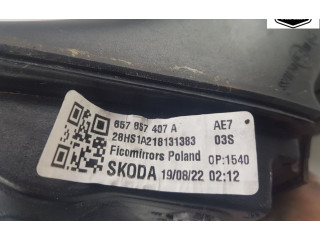 657 857 407 A AE7
28HS1A218131383 03S
Ficomirrors Poland OP:1540
SKODA 19/08/22 02:12